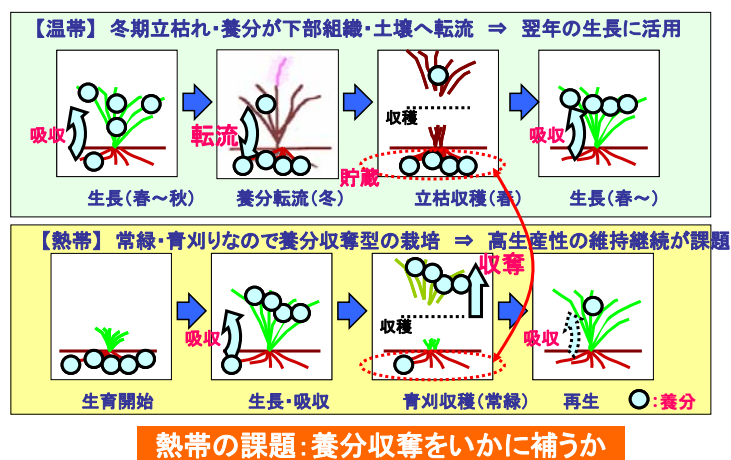 【温帯】 冬期立枯れ・養分が下部組織・土壌へ転流 ⇒ 翌年の生長に活用
吸収
転流
収穫
吸収
貯蔵
生長(春～秋)
養分転流(冬)
立枯収穫(春)
生長(春～)
【熱帯】 常緑・青刈りなので養分収奪型の栽培 ⇒ 高生産性の維持継続が課題
収奪
吸収
収穫
吸収
生育開始
生長・吸収
青刈収穫(常緑)
再生
:養分
熱帯の課題:養分収奪をいかに補うか